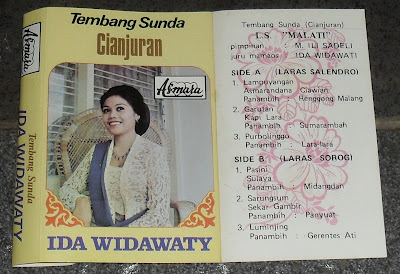 Asmara
Tembang Sunda
IDA WIDAWATY
Tembang Sunda
Cianjuran
Asmara
IDA WIDAWATY
Tembang Sunda (Cianjuran)
L.S. "MALATI"
pimpinan : M. ILI SADELI
juru mamaos : IDA WIDAWATI
SIDE A (LARAS SALENDRO)
1. Lampuyangan
Asmarandana Ciawian
Panambih : Renggong Malang
2. Garutan
Kapi Lara
Panambih : Sumarambah
3. Purbolinggo
Panambih : Lara-lara
SIDE B (LARAS SOROG)
1. Pasini
Sulaya
Panambih : Midangdan
2. Sarungsum
Sekar Gambir
Panambih : Panyuat
3. Luminjing
Panambih : Gerentes Ati